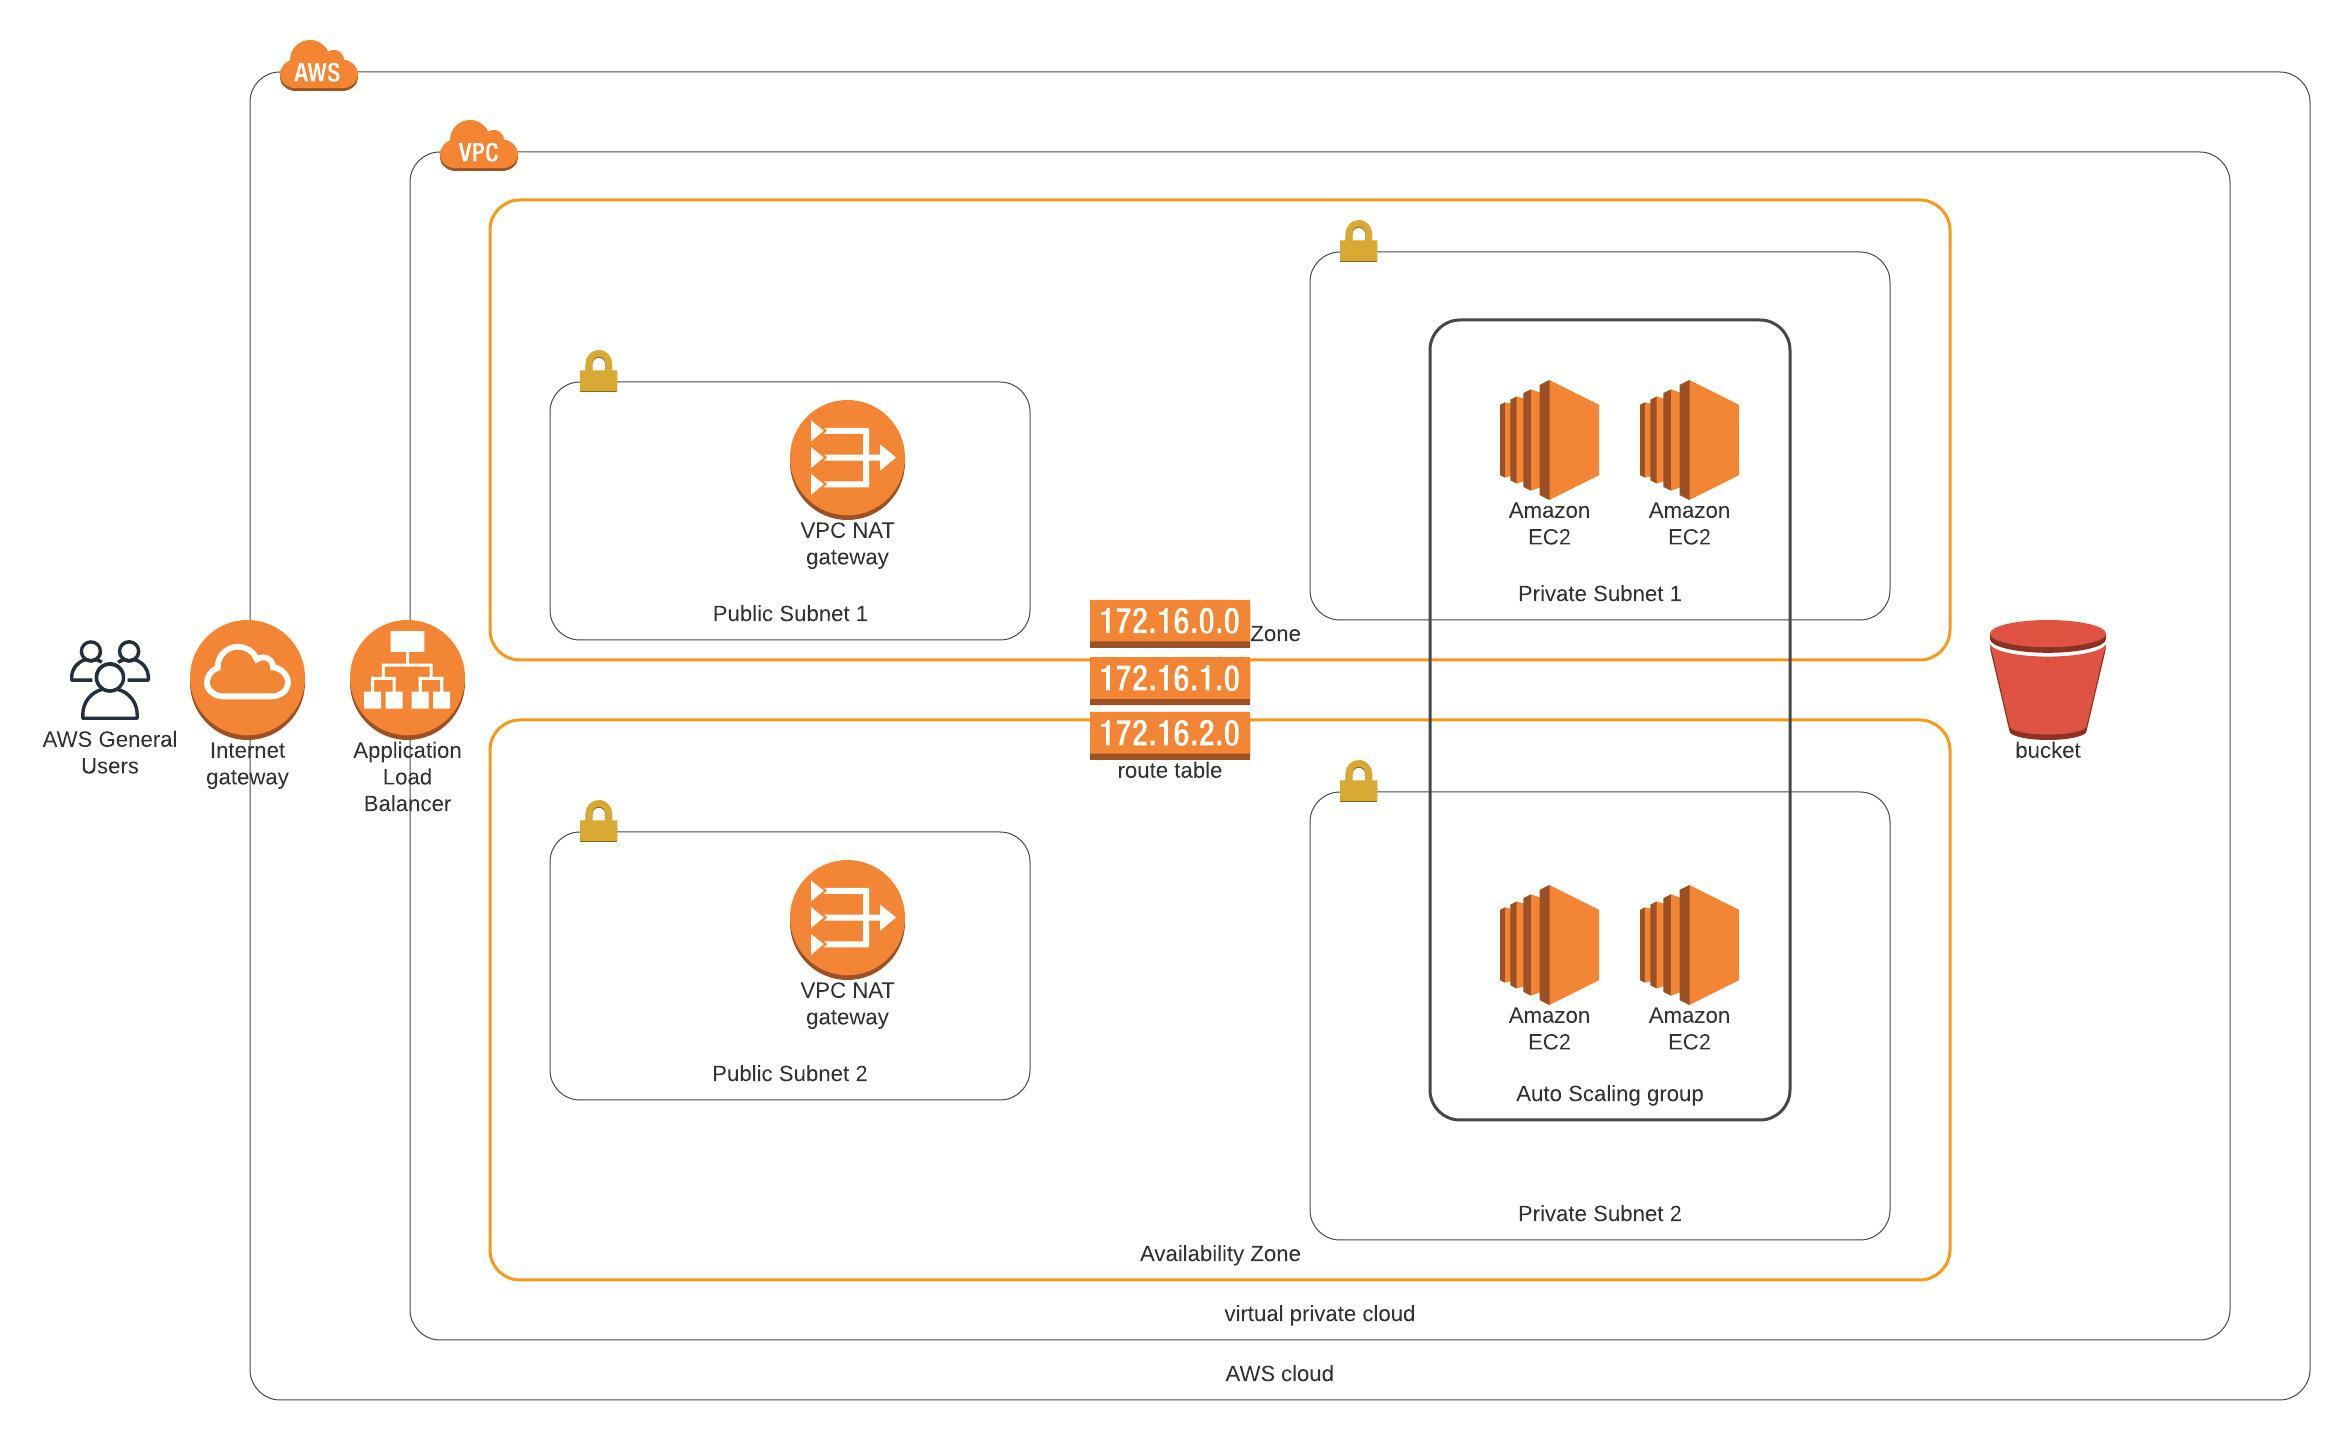 AWS
VPC
VPC NAT
gateway
Public Subnet 1
Amazon
EC2
Amazon
EC2
Private Subnet 1
172.16.0.0
Zone
172.16.1.0
172.16.2.0
route table
AWS General
Users
Internet
gateway
Application
Load
Balancer
bucket
VPC NAT
gateway
Public Subnet 2
Amazon
EC2
Amazon
EC2
Auto Scaling group
Private Subnet 2
Availability Zone
virtual private cloud
AWS cloud